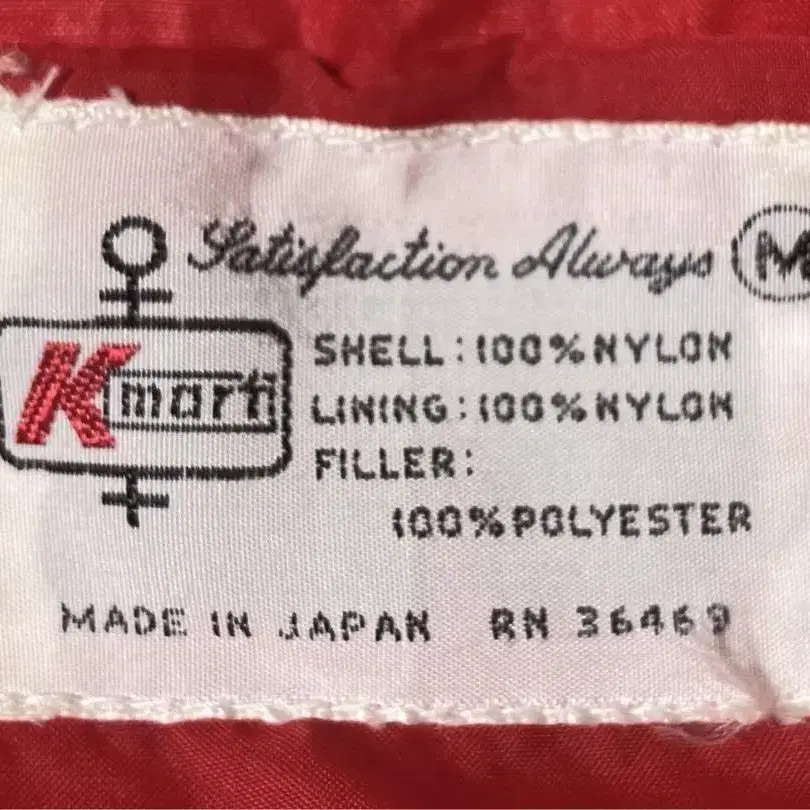 Satisfaction Always M
Kmart
SHELL:100%NYLON
LINING:100%NYLON
FILLER:
100%POLYESTER
MADE IN JAPAN RN 36469